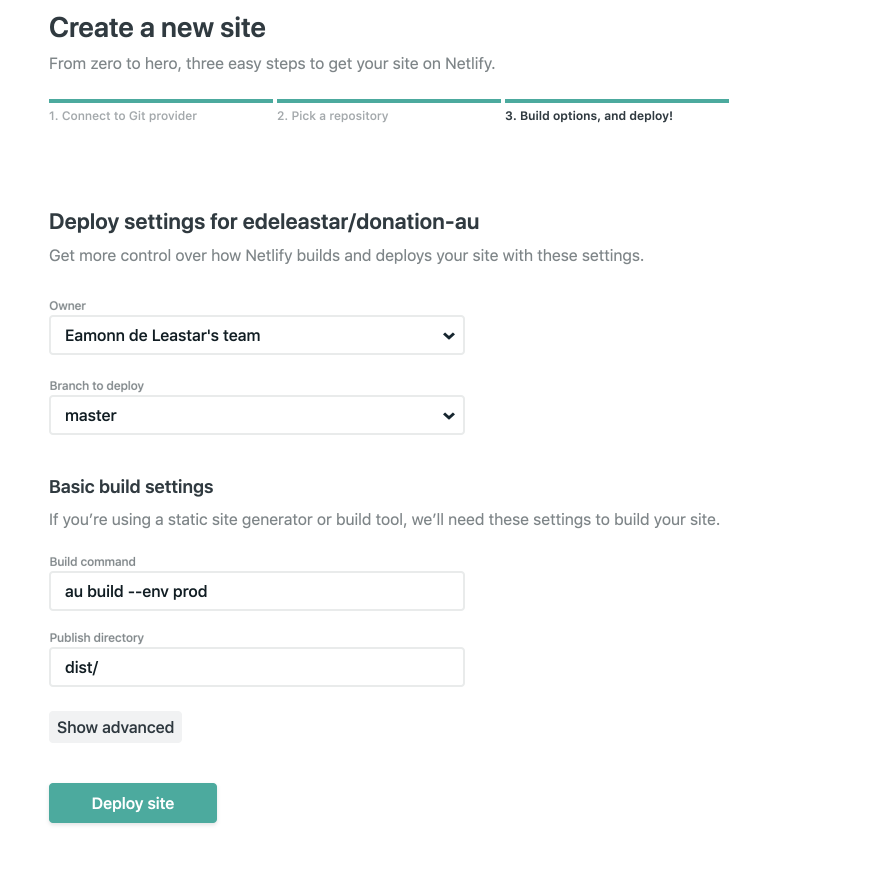 Create a new site
From zero to hero, three easy steps to get your site on Netlify.
1. Connect to Git provider
2. Pick a repository
3. Build options, and deploy!
Deploy settings for edeleastar/donation-au
Get more control over how Netlify builds and deploys your site with these settings.
Owner
Eamonn de Leastar's team
Branch to deploy
master
Basic build settings
If you’re using a static site generator or build tool, we’ll need these settings to build your site.
Build command
au build --env prod
Publish directory
dist/
Show advanced
Deploy site